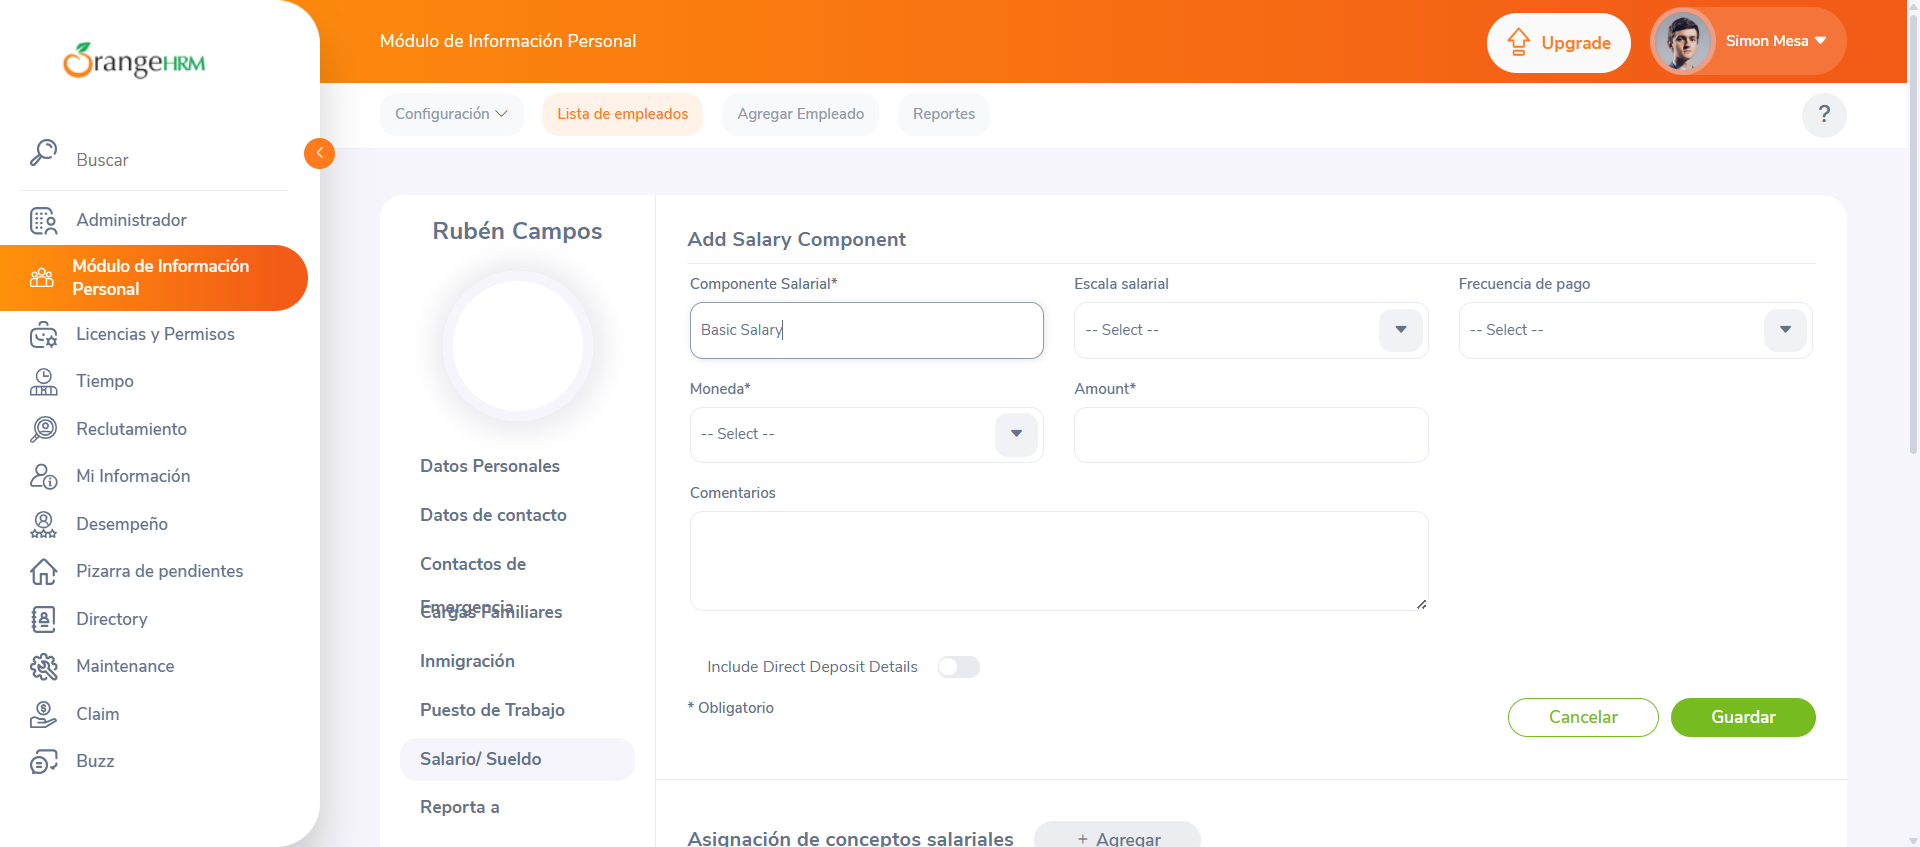 OrangeHRM
Buscar
Administrador
Módulo de Información
Personal
Licencias y Permisos
Tiempo
Reclutamiento
Mi Información
Desempeño
Pizarra de pendientes
Directory
Maintenance
Claim
Buzz
Módulo de Información Personal
Upgrade
Simon Mesa
Configuración
Lista de empleados
Agregar Empleado
Reportes
?
Rubén Campos
Datos Personales
Datos de contacto
Contactos de
Emergencia
Cargas Familiares
Inmigración
Puesto de Trabajo
Salario/ Sueldo
Reporta a
Add Salary Component
Componente Salarial*
Escala salarial
Frecuencia de pago
Basic Salary
-- Select --
-- Select --
Moneda*
Amount*
-- Select --
Comentarios
Include Direct Deposit Details
* Obligatorio
Cancelar
Guardar
Asignación de conceptos salariales
+ Agregar